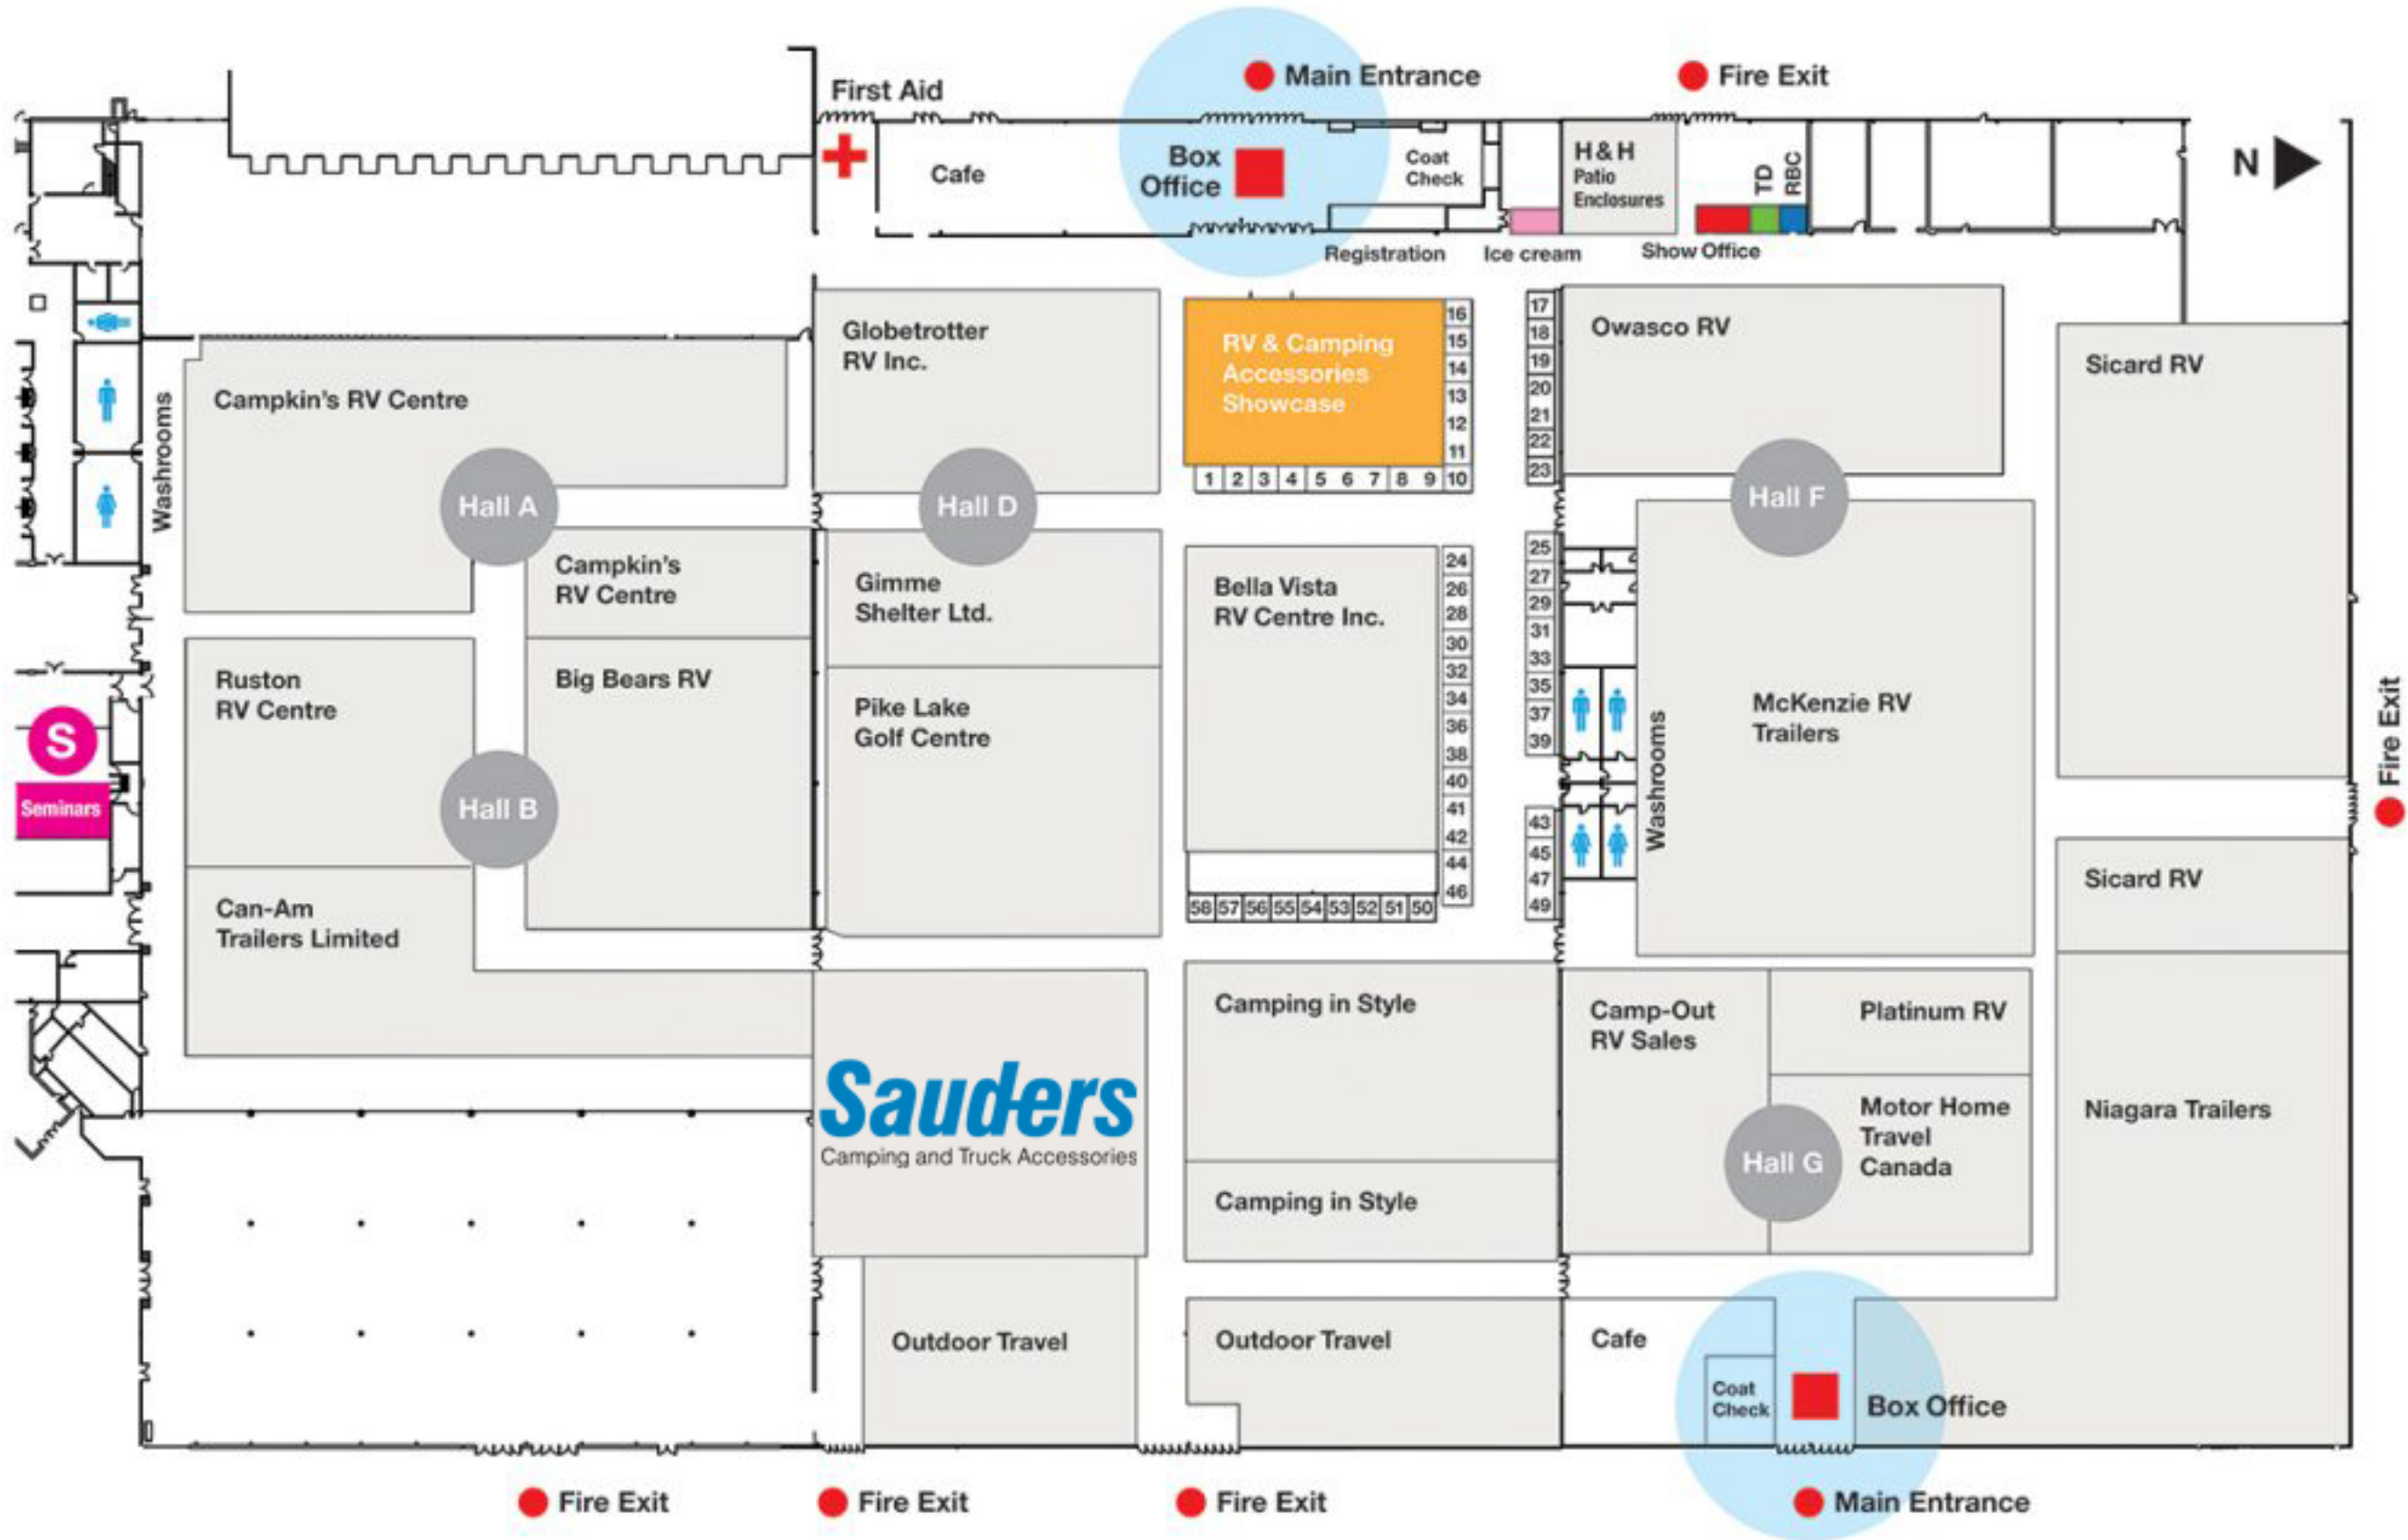 Main Entrance
Fire Exit
First Aid
Box
Office
Cafe
Coat
Check
H & H
Patio
Enclosures
TD
RBC
N
Registration
Ice cream
Show Office
Globetrotter
RV Inc.
RV & Camping
Accessories
Showcase
16
15
14
13
12
11
1 2 3 4 5 6 7 8 9 10
17
18
19
20
21
22
23
Owasco RV
Sicard RV
Campkin's RV Centre
Washrooms
Hall A
Hall D
Hall F
Campkin's
RV Centre
Gimme
Shelter Ltd.
Bella Vista
RV Centre Inc.
24
26
28
30
32
34
36
38
40
41
42
44
46
25
27
29
31
33
35
37
39
43
45
47
49
58 57 56 55 54 53 52 51 50
Ruston
RV Centre
Big Bears RV
Pike Lake
Golf Centre
McKenzie RV
Trailers
Washrooms
Fire Exit
S
Seminars
Hall B
Can-Am
Trailers Limited
Sicard RV
Camping in Style
Camp-Out
RV Sales
Platinum RV
Sauders
Camping and Truck Accessories
Motor Home
Travel
Canada
Niagara Trailers
Hall G
Camping in Style
Outdoor Travel
Outdoor Travel
Cafe
Coat
Check
Box Office
Fire Exit
Fire Exit
Fire Exit
Main Entrance